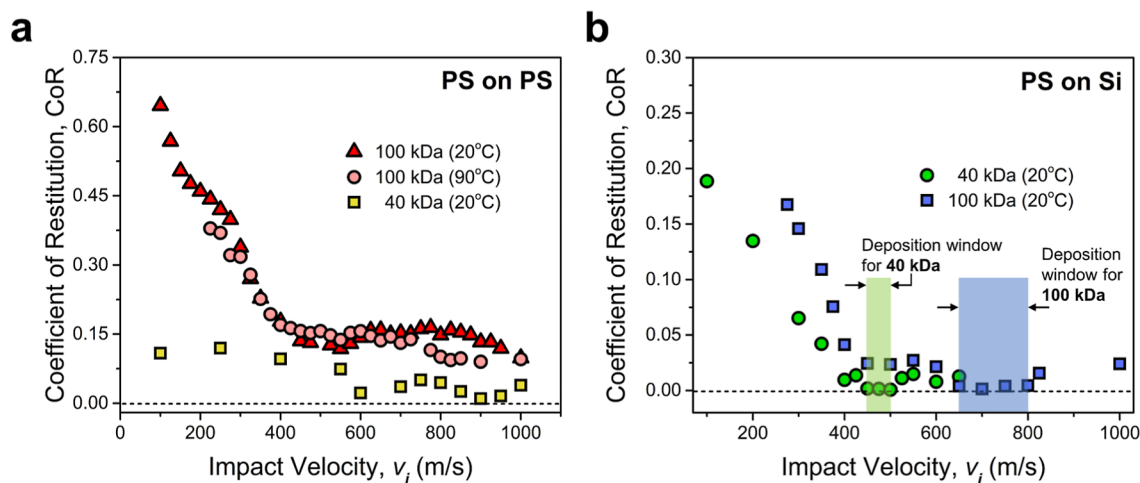 a
PS on PS
Coefficient of Restitution, CoR
0.75
0.60
0.45
0.30
0.15
0.00
100 kDa (20°C)
100 kDa (90°C)
40 kDa (20°C)
0 200 400 600 800 1000
Impact Velocity, vi (m/s)
b
PS on Si
Coefficient of Restitution, CoR
0.30
0.25
0.20
0.15
0.10
0.05
0.00
40 kDa (20°C)
100 kDa (20°C)
Deposition window
for 40 kDa
Deposition
window for
100 kDa
200 400 600 800 1000
Impact Velocity, vi (m/s)